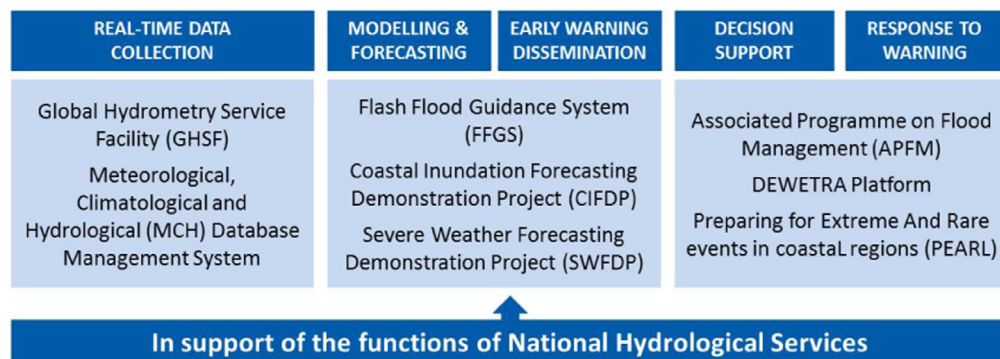 REAL-TIME DATA
COLLECTION
MODELLING &
FORECASTING
EARLY WARNING
DISSEMINATION
DECISION
SUPPORT
RESPONSE TO
WARNING
Global Hydrometry Service
Facility (GHSF)
Meteorological,
Climatological and
Hydrological (MCH) Database
Management System
Flash Flood Guidance System
(FFGS)
Coastal Inundation Forecasting
Demonstration Project (CIFDP)
Severe Weather Forecasting
Demonstration Project (SWFDP)
Associated Programme on Flood
Management (APFM)
DEWETRA Platform
Preparing for Extreme And Rare
events in coastaL regions (PEARL)
In support of the functions of National Hydrological Services